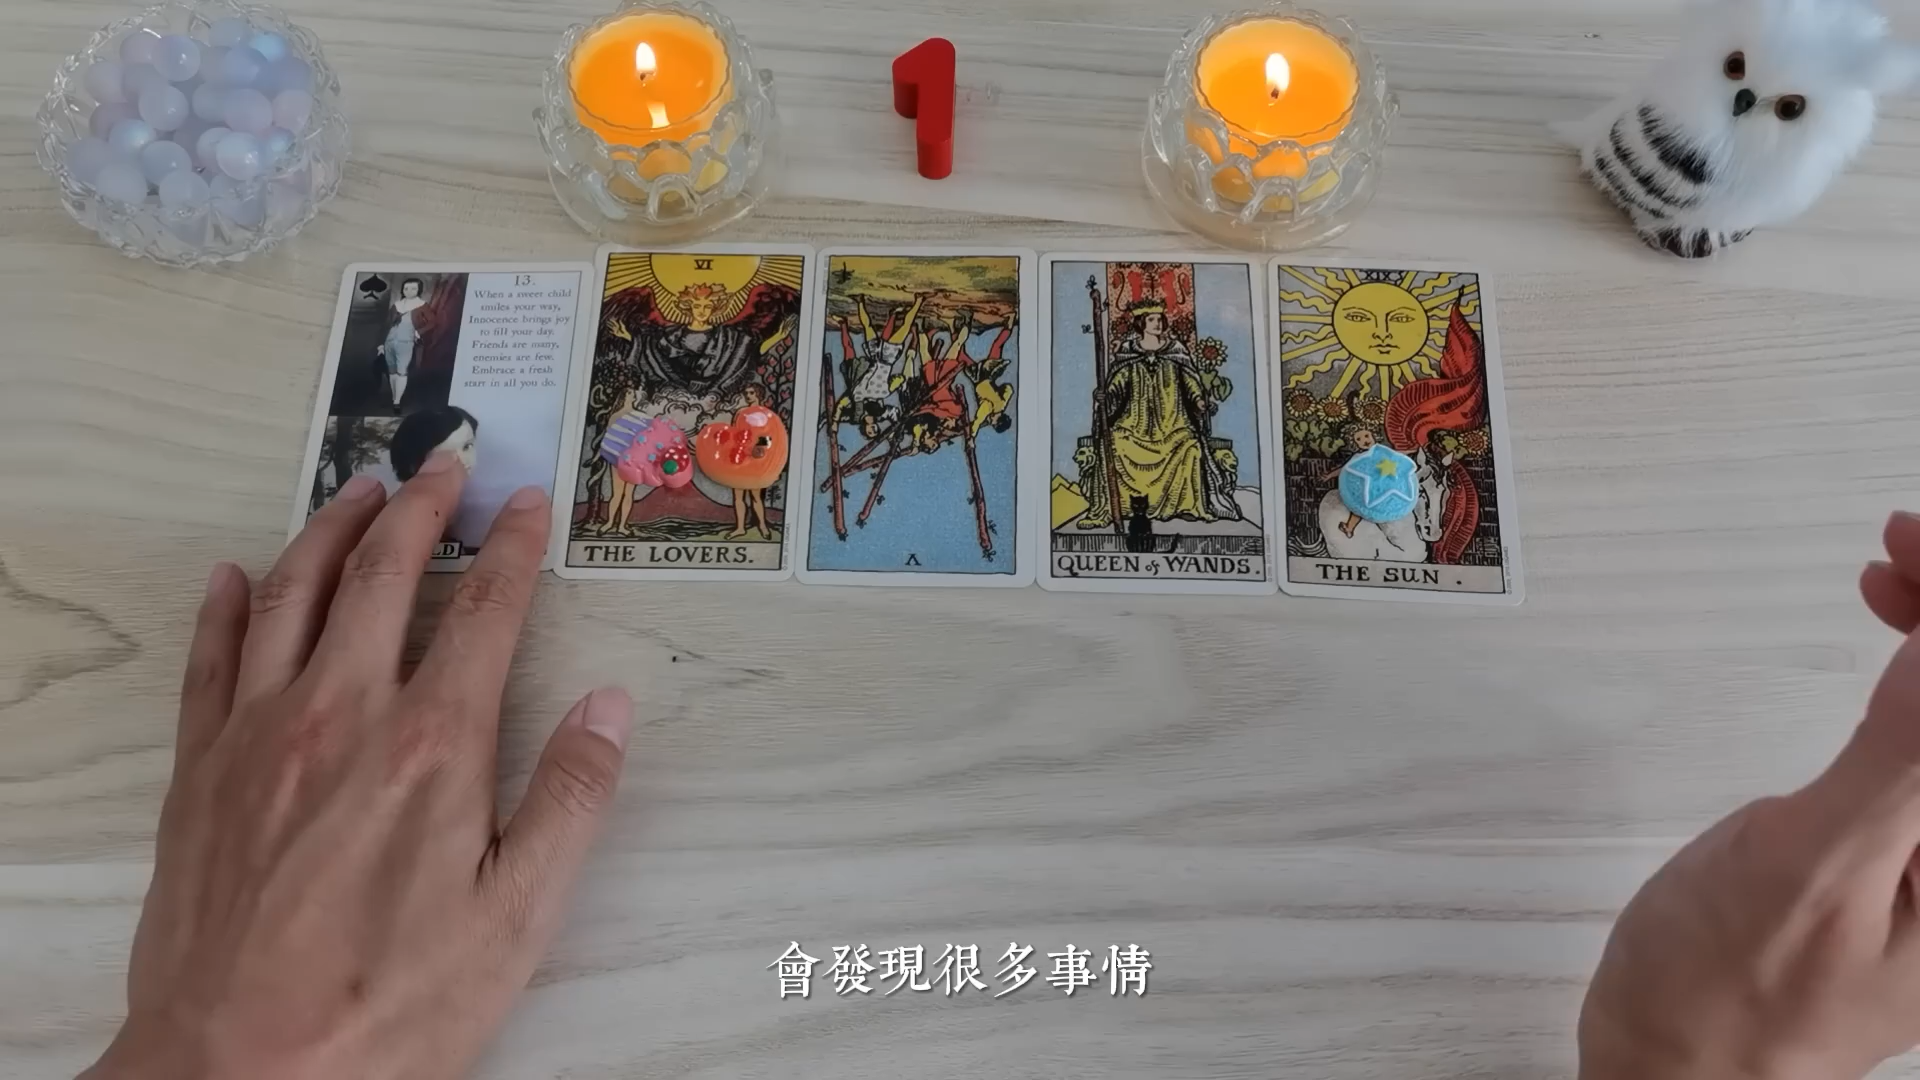 1
13.
When a sweet child
smiles your way,
Innocence brings joy
to fill your day.
Friends are many,
enemies are few.
Embrace a fresh
start in all you do.
LD
VI
THE LOVERS.
V
QUEEN of WANDS.
XIX
THE SUN.
會發現很多事情